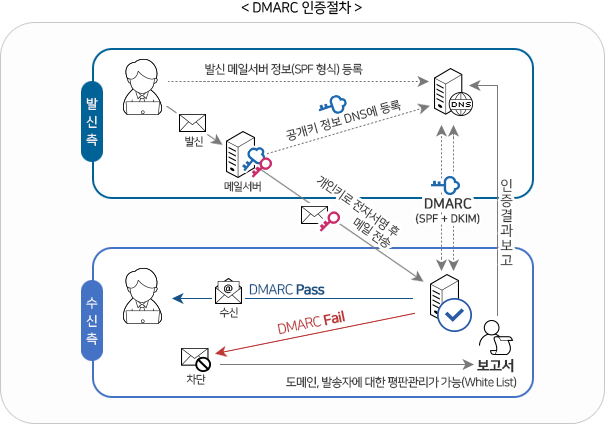 < DMARC 인증절차 >
발신측
발신 메일서버 정보(SPF 형식) 등록
DNS
공개키 정보 DNS에 등록
발신
메일서버
개인키로 전자서명 후
메일 전송
DMARC
(SPF + DKIM)
인증결과보고
수신측
@
수신
DMARC Pass
DMARC Fail
차단
보고서
도메인, 발송자에 대한 평판관리가 가능(White List)